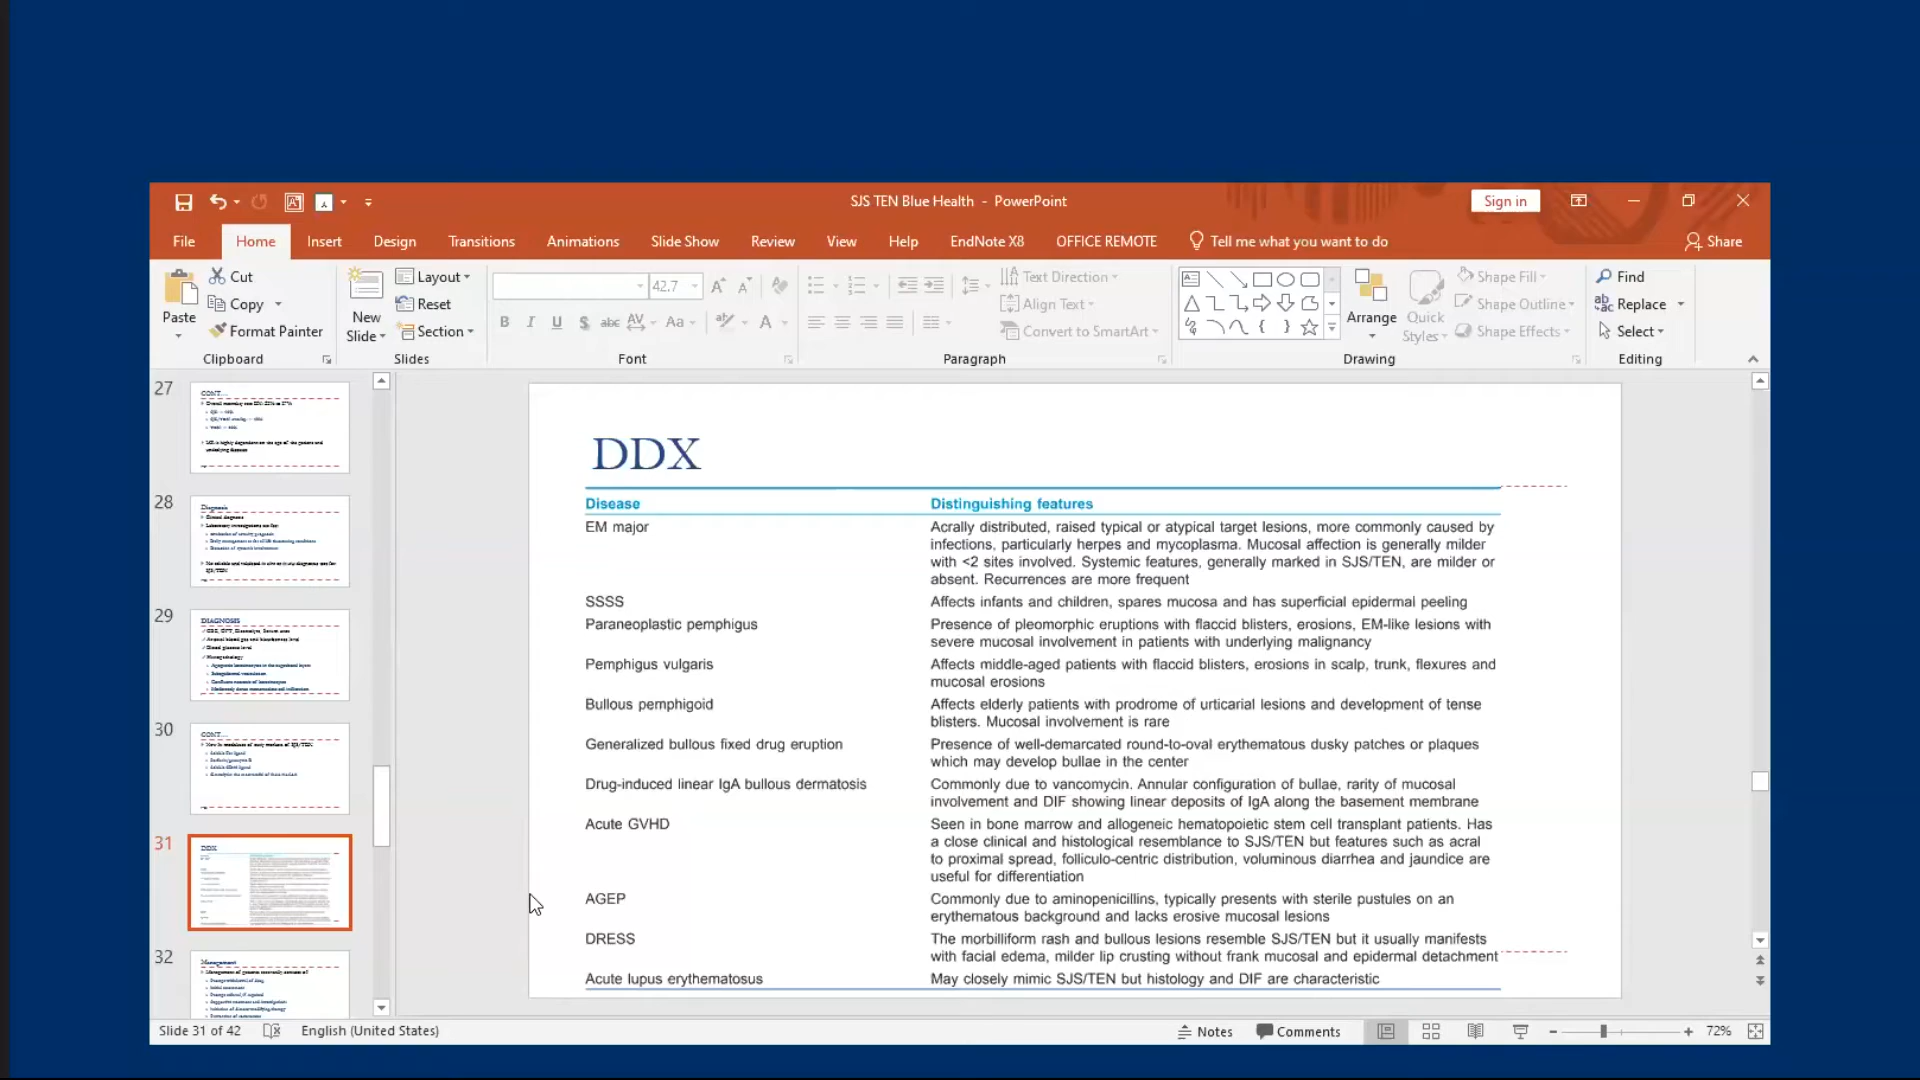 SJS TEN Blue Health - PowerPoint
Sign in
File Home Insert Design Transitions Animations Slide Show Review View Help EndNote X8 OFFICE REMOTE Tell me what you want to do Share
Paste
Cut
Copy
Format Painter
Clipboard
New
Slide
Layout
Reset
Section
Slides
42.7
B I U S abc AV Aa A
Font
Text Direction
Align Text
Convert to SmartArt
Paragraph
Arrange
Quick
Styles
Shape Fill
Shape Outline
Shape Effects
Drawing
Find
Replace
Select
Editing
27
CONT...
28
Diagnosis
29
DIAGNOSIS
30
CONT...
31
DDX
32
Management
DDX
Disease Distinguishing features
EM major Acrally distributed, raised typical or atypical target lesions, more commonly caused by
infections, particularly herpes and mycoplasma. Mucosal affection is generally milder
with <2 sites involved. Systemic features, generally marked in SJS/TEN, are milder or
absent. Recurrences are more frequent
SSSS Affects infants and children, spares mucosa and has superficial epidermal peeling
Paraneoplastic pemphigus Presence of pleomorphic eruptions with flaccid blisters, erosions, EM-like lesions with
severe mucosal involvement in patients with underlying malignancy
Pemphigus vulgaris Affects middle-aged patients with flaccid blisters, erosions in scalp, trunk, flexures and
mucosal erosions
Bullous pemphigoid Affects elderly patients with prodrome of urticarial lesions and development of tense
blisters. Mucosal involvement is rare
Generalized bullous fixed drug eruption Presence of well-demarcated round-to-oval erythematous dusky patches or plaques
which may develop bullae in the center
Drug-induced linear IgA bullous dermatosis Commonly due to vancomycin. Annular configuration of bullae, rarity of mucosal
involvement and DIF showing linear deposits of IgA along the basement membrane
Acute GVHD Seen in bone marrow and allogeneic hematopoietic stem cell transplant patients. Has
a close clinical and histological resemblance to SJS/TEN but features such as acral
to proximal spread, folliculo-centric distribution, voluminous diarrhea and jaundice are
useful for differentiation
AGEP Commonly due to aminopenicillins, typically presents with sterile pustules on an
erythematous background and lacks erosive mucosal lesions
DRESS The morbilliform rash and bullous lesions resemble SJS/TEN but it usually manifests
with facial edema, milder lip crusting without frank mucosal and epidermal detachment
Acute lupus erythematosus May closely mimic SJS/TEN but histology and DIF are characteristic
Slide 31 of 42 English (United States) Notes Comments 72%